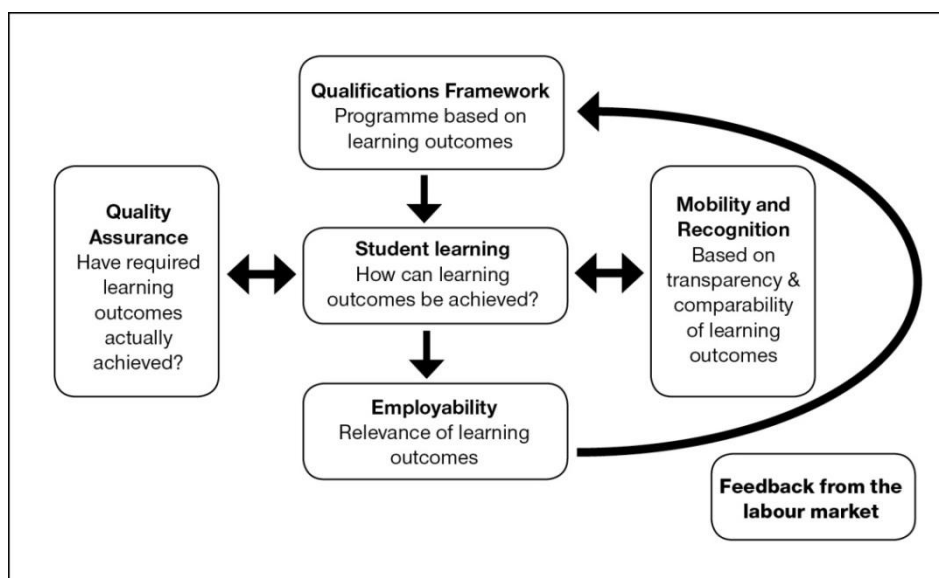 Qualifications Framework
Programme based on
learning outcomes
Quality
Assurance
Have required
learning
outcomes
actually
achieved?
Student learning
How can learning
outcomes be achieved?
Mobility and
Recognition
Based on
transparency &
comparability
of learning
outcomes
Employability
Relevance of learning
outcomes
Feedback from the
labour market